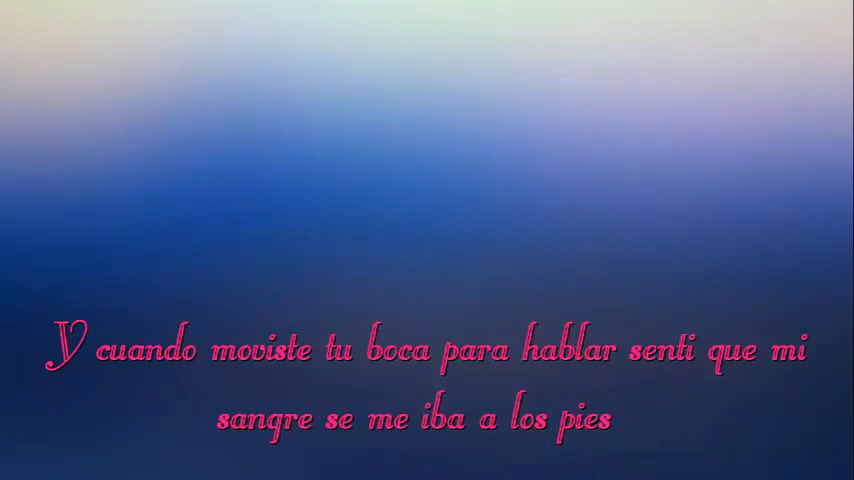 Y cuando moviste tu boca para hablar senti que mi
sangre se me iba a los pies